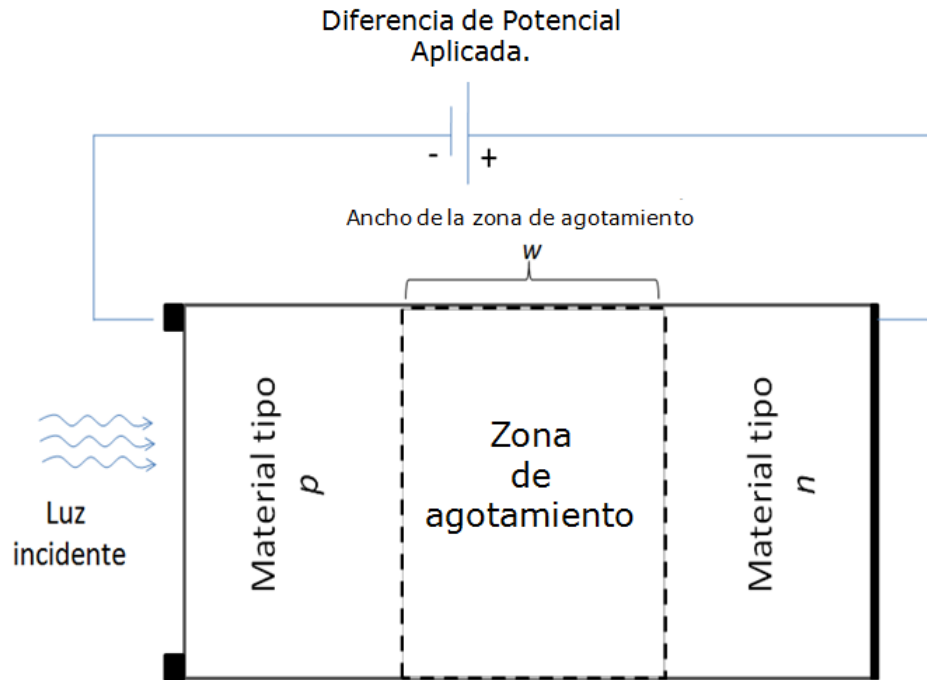 Diferencia de Potencial
Aplicada.
- +
Ancho de la zona de agotamiento
w
Material tipo
p
Zona
de
agotamiento
Material tipo
n
Luz
incidente